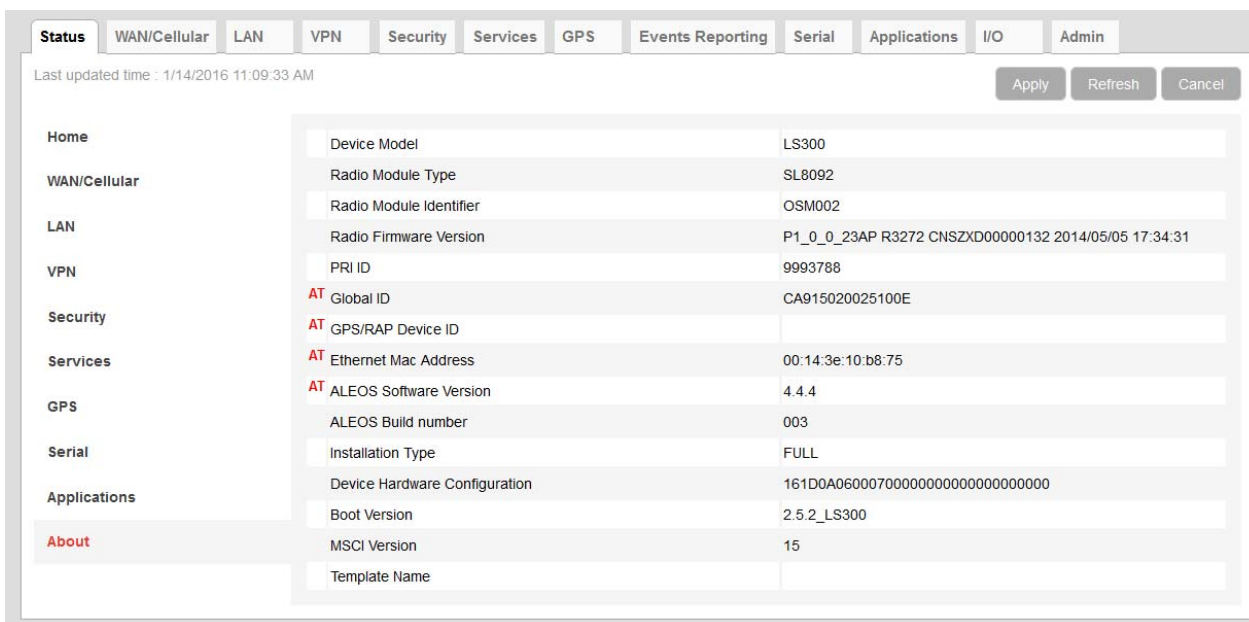 Status WAN/Cellular LAN VPN Security Services GPS Events Reporting Serial Applications I/O Admin
Last updated time : 1/14/2016 11:09:33 AM
Apply Refresh Cancel
Home
WAN/Cellular
LAN
VPN
Security
Services
GPS
Serial
Applications
About
Device Model LS300
Radio Module Type SL8092
Radio Module Identifier OSM002
Radio Firmware Version P1_0_0_23AP R3272 CNSZXD00000132 2014/05/05 17:34:31
PRI ID 9993788
AT Global ID CA915020025100E
AT GPS/RAP Device ID
AT Ethernet Mac Address 00:14:3e:10:b8:75
AT ALEOS Software Version 4.4.4
ALEOS Build number 003
Installation Type FULL
Device Hardware Configuration 161D0A06000700000000000000000000
Boot Version 2.5.2_LS300
MSCI Version 15
Template Name